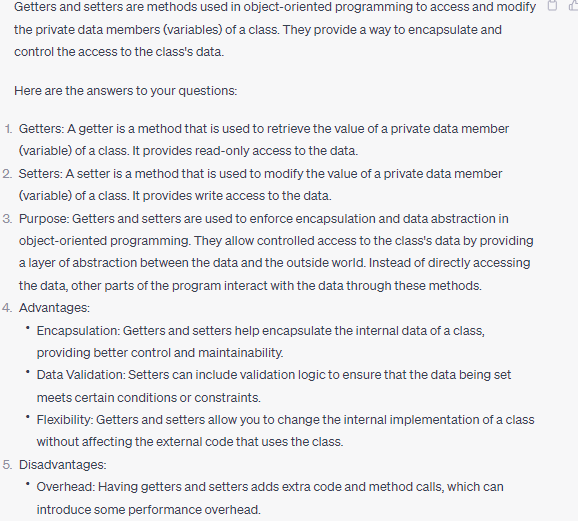 Getters and setters are methods used in object-oriented programming to access and modify
the private data members (variables) of a class. They provide a way to encapsulate and
control the access to the class's data.
Here are the answers to your questions:
1. Getters: A getter is a method that is used to retrieve the value of a private data member
(variable) of a class. It provides read-only access to the data.
2. Setters: A setter is a method that is used to modify the value of a private data member
(variable) of a class. It provides write access to the data.
3. Purpose: Getters and setters are used to enforce encapsulation and data abstraction in
object-oriented programming. They allow controlled access to the class's data by providing
a layer of abstraction between the data and the outside world. Instead of directly accessing
the data, other parts of the program interact with the data through these methods.
4. Advantages:
• Encapsulation: Getters and setters help encapsulate the internal data of a class,
providing better control and maintainability.
• Data Validation: Setters can include validation logic to ensure that the data being set
meets certain conditions or constraints.
• Flexibility: Getters and setters allow you to change the internal implementation of a class
without affecting the external code that uses the class.
5. Disadvantages:
• Overhead: Having getters and setters adds extra code and method calls, which can
introduce some performance overhead.